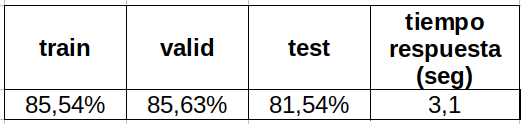 train valid test tiempo
respuesta
(seg)
85,54% 85,63% 81,54% 3,1